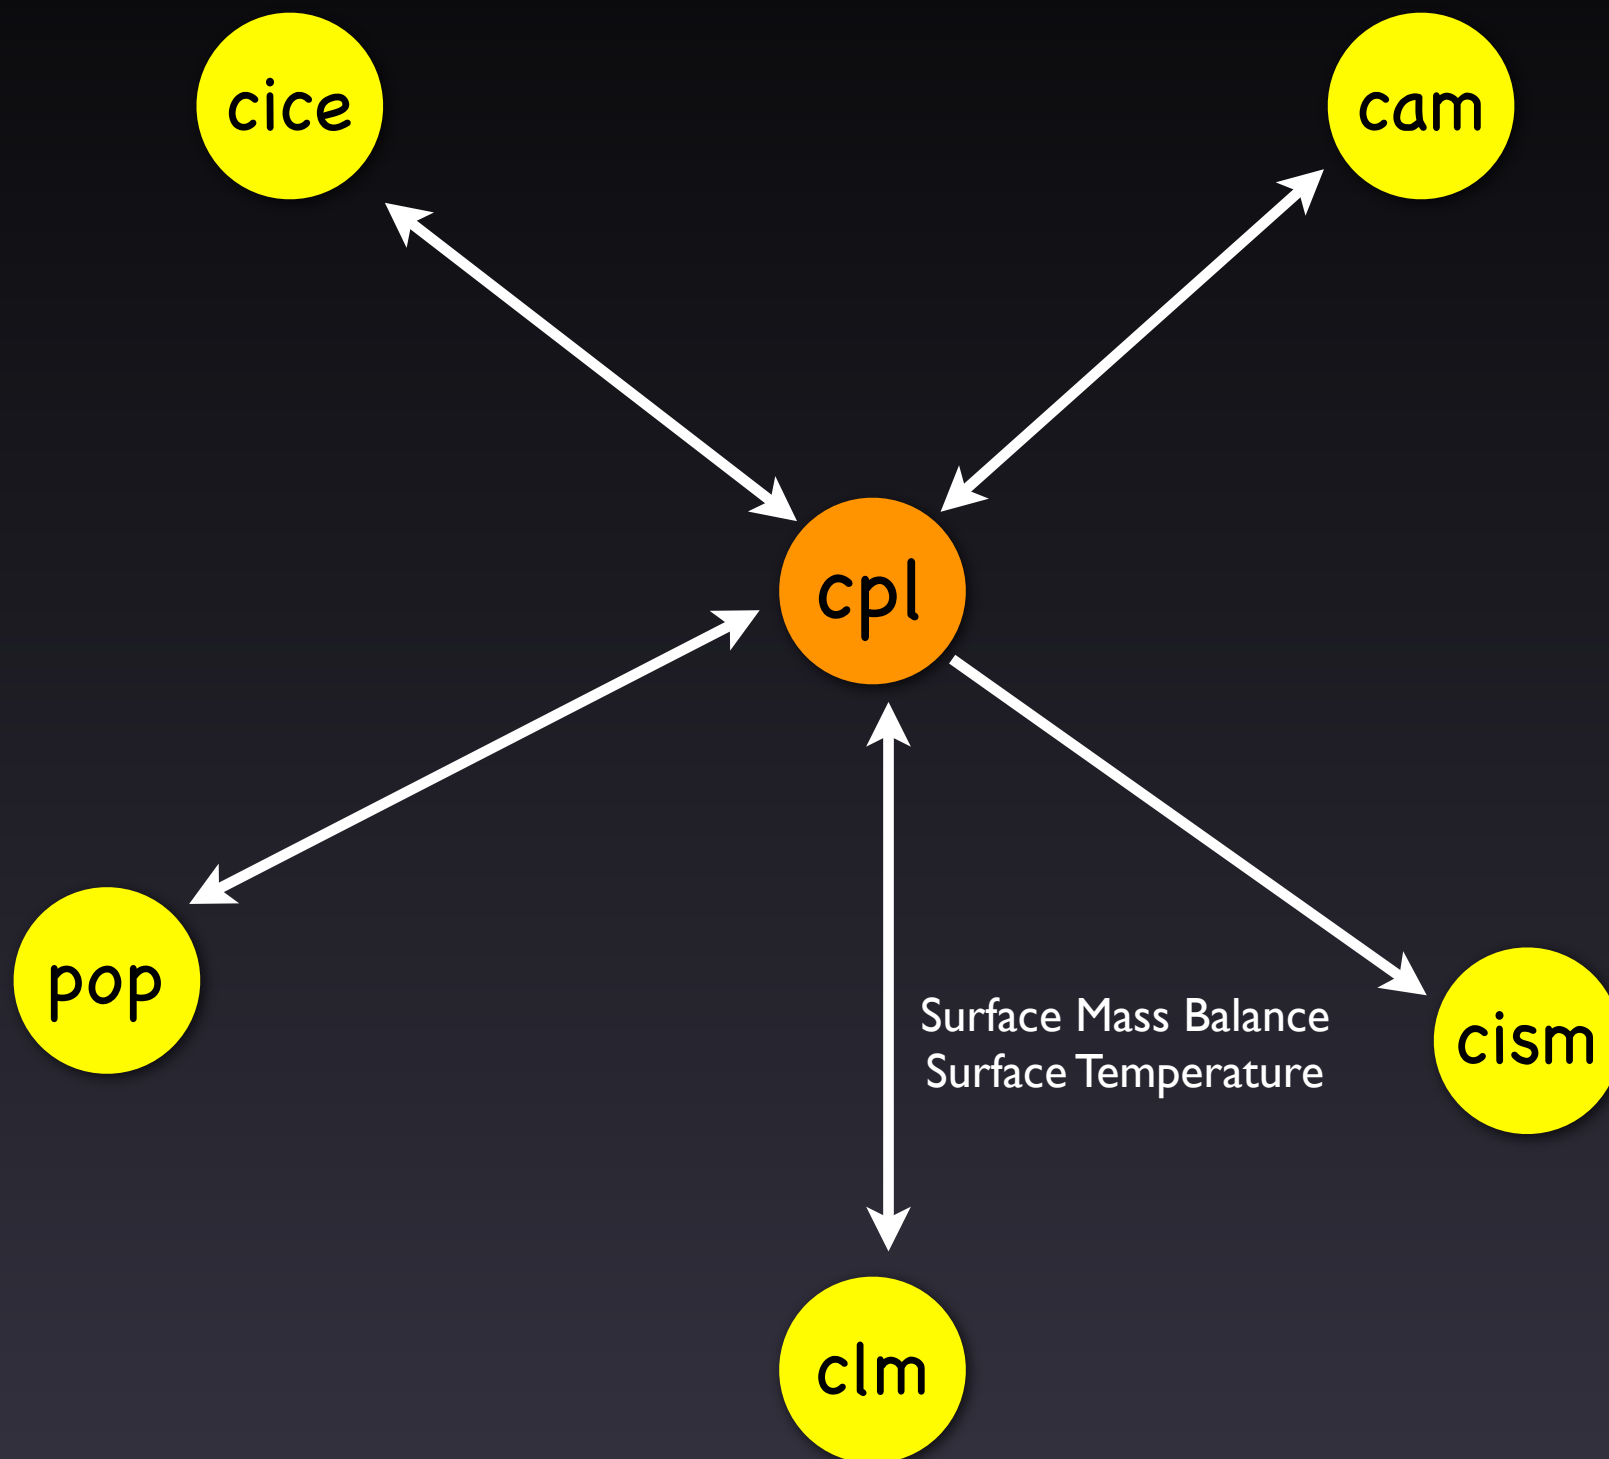 cice
cam
cpl
pop
Surface Mass Balance
Surface Temperature
cism
clm